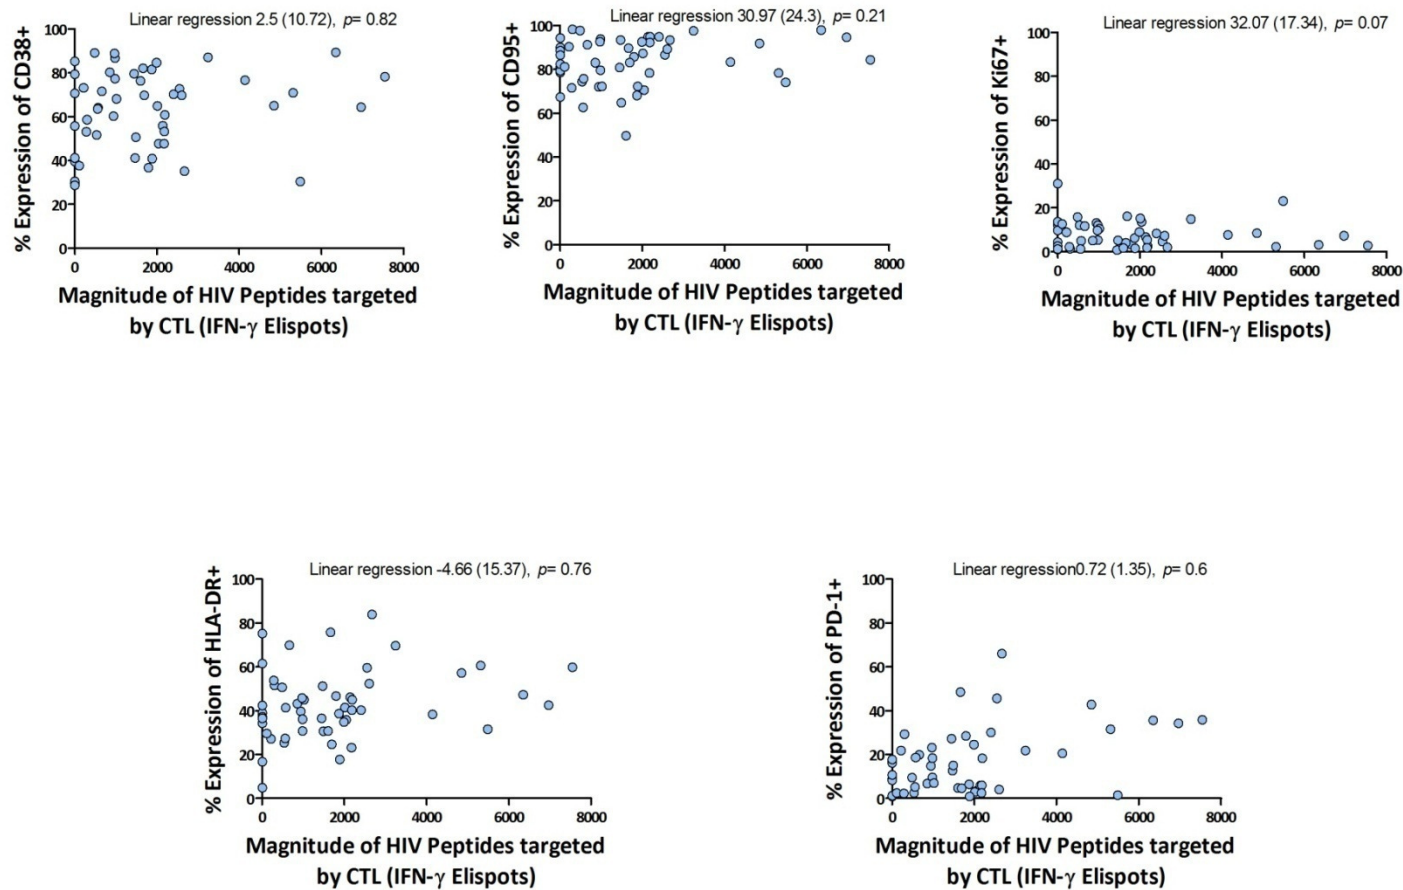 Linear regression 2.5 (10.72), p= 0.82
% Expression of CD38+
100
80
60
40
20
0
0 2000 4000 6000 8000
Magnitude of HIV Peptides targeted
by CTL (IFN-γ Elispots)
Linear regression 30.97 (24.3), p= 0.21
% Expression of CD95+
100
80
60
40
20
0
0 2000 4000 6000 8000
Magnitude of HIV Peptides targeted
by CTL (IFN-γ Elispots)
Linear regression 32.07 (17.34), p= 0.07
% Expression of Ki67+
100
80
60
40
20
0
0 2000 4000 6000 8000
Magnitude of HIV Peptides targeted
by CTL (IFN-γ Elispots)
Linear regression -4.66 (15.37), p= 0.76
% Expression of HLA-DR+
100
80
60
40
20
0
0 2000 4000 6000 8000
Magnitude of HIV Peptides targeted
by CTL (IFN-γ Elispots)
Linear regression0.72 (1.35), p= 0.6
% Expression of PD-1+
100
80
60
40
20
0
0 2000 4000 6000 8000
Magnitude of HIV Peptides targeted
by CTL (IFN-γ Elispots)